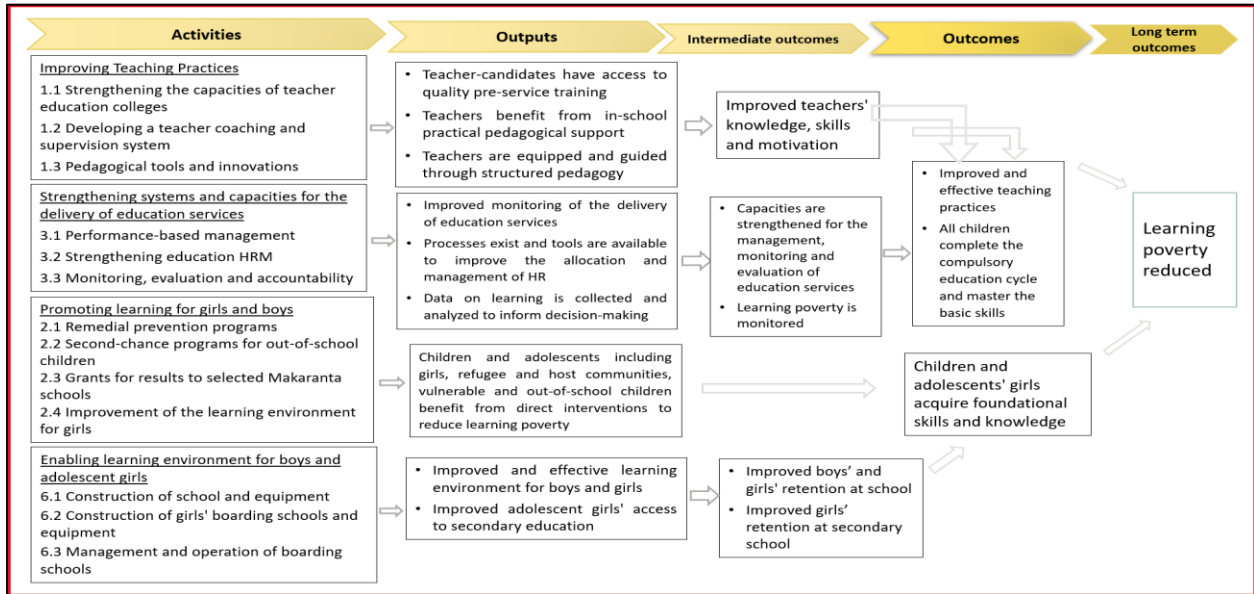 Activities
Outputs
Intermediate outcomes
Outcomes
Long term
outcomes
Improving Teaching Practices
1.1 Strengthening the capacities of teacher
education colleges
1.2 Developing a teacher coaching and
supervision system
1.3 Pedagogical tools and innovations
• Teacher-candidates have access to
quality pre-service training
• Teachers benefit from in-school
practical pedagogical support
• Teachers are equipped and guided
through structured pedagogy
Improved teachers'
knowledge, skills
and motivation
Strengthening systems and capacities for the
delivery of education services
3.1 Performance-based management
3.2 Strengthening education HRM
3.3 Monitoring, evaluation and accountability
• Improved monitoring of the delivery
of education services
• Processes exist and tools are available
to improve the allocation and
management of HR
• Data on learning is collected and
analyzed to inform decision-making
• Capacities are
strengthened for the
management,
monitoring and
evaluation of
education services
• Learning poverty is
monitored
• Improved and
effective teaching
practices
• All children
complete the
compulsory
education cycle
and master the
basic skills
Learning
poverty
reduced
Promoting learning for girls and boys
2.1 Remedial prevention programs
2.2 Second-chance programs for out-of-school
children
2.3 Grants for results to selected Makaranta
schools
2.4 Improvement of the learning environment
for girls
Children and adolescents including
girls, refugee and host communities,
vulnerable and out-of-school children
benefit from direct interventions to
reduce learning poverty
Children and
adolescents' girls
acquire foundational
skills and knowledge
Enabling learning environment for boys and
adolescent girls
6.1 Construction of school and equipment
6.2 Construction of girls' boarding schools and
equipment
6.3 Management and operation of boarding
schools
• Improved and effective learning
environment for boys and girls
• Improved adolescent girls' access
to secondary education
• Improved boys’ and
girls' retention at school
• Improved girls’
retention at secondary
school